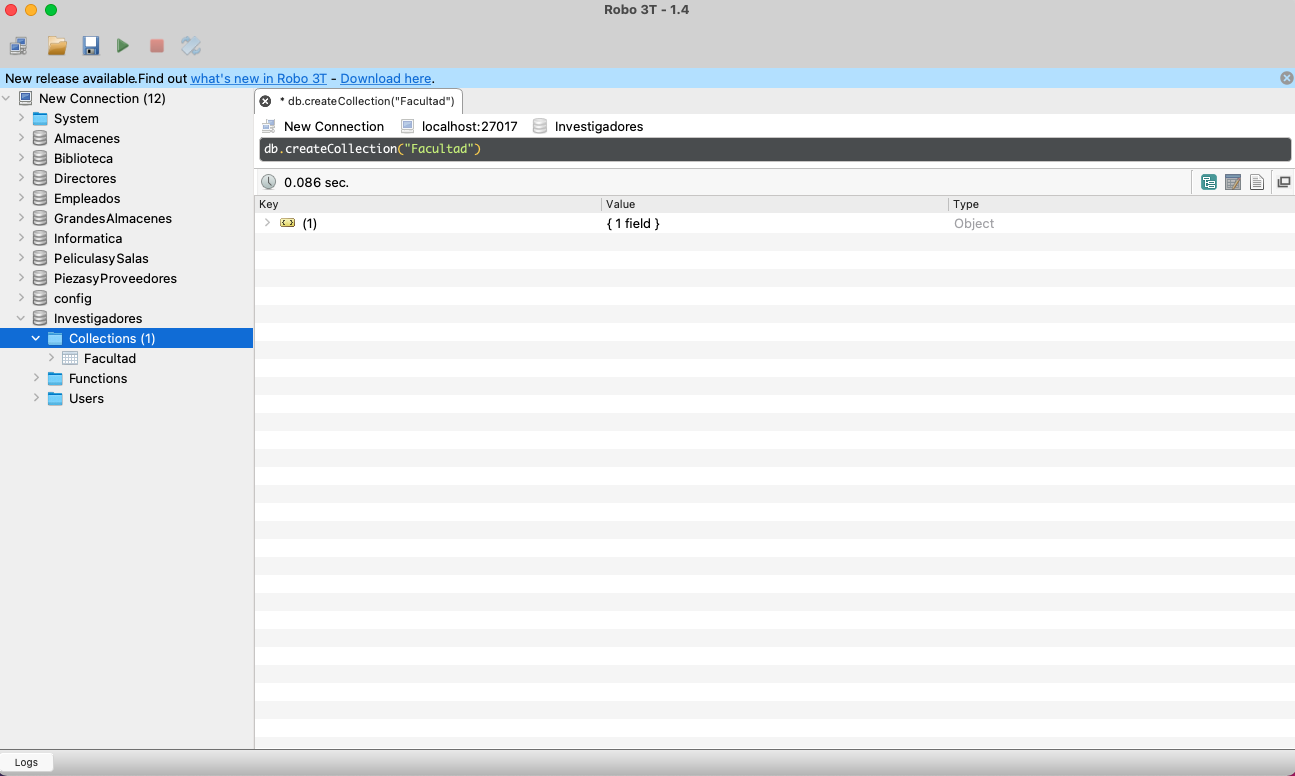 Robo 3T - 1.4
New release available.Find out what's new in Robo 3T - Download here.
New Connection (12)
System
Almacenes
Biblioteca
Directores
Empleados
GrandesAlmacenes
Informatica
PeliculasySalas
PiezasyProveedores
config
Investigadores
Collections (1)
Facultad
Functions
Users
* db.createCollection("Facultad")
New Connection localhost:27017 Investigadores
db.createCollection("Facultad")
0.086 sec.
Key Value Type
(1) { 1 field } Object
Logs